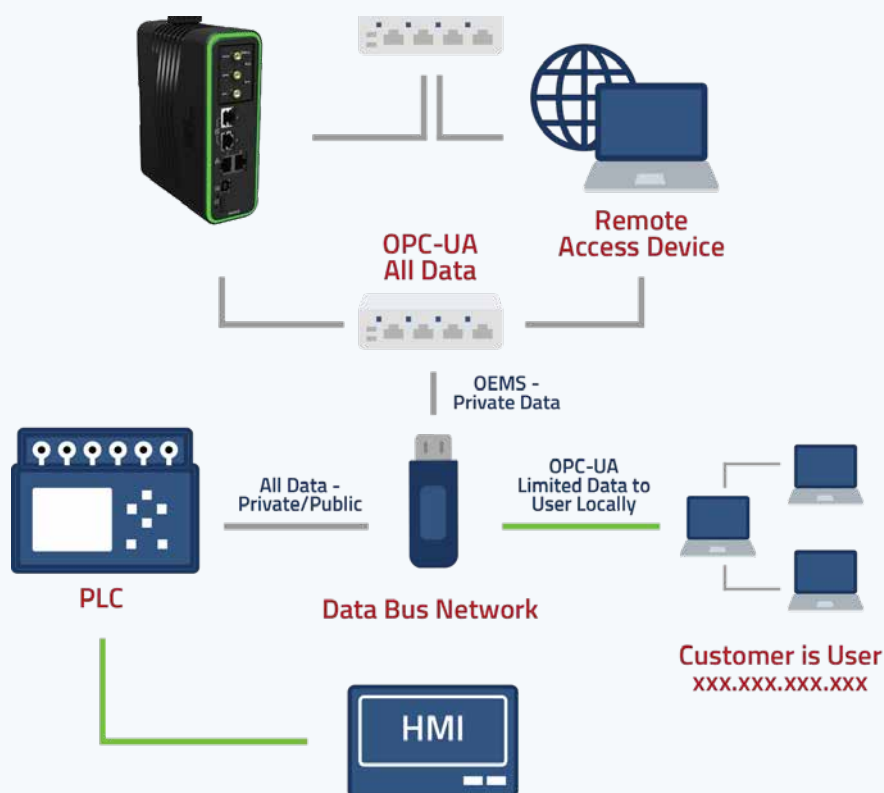 Remote
Access Device
OPC-UA
All Data
OEMS -
Private Data
All Data -
Private/Public
OPC-UA
Limited Data to
User Locally
PLC
Data Bus Network
Customer is User
xxx.xxx.xxx.xxx
HMI